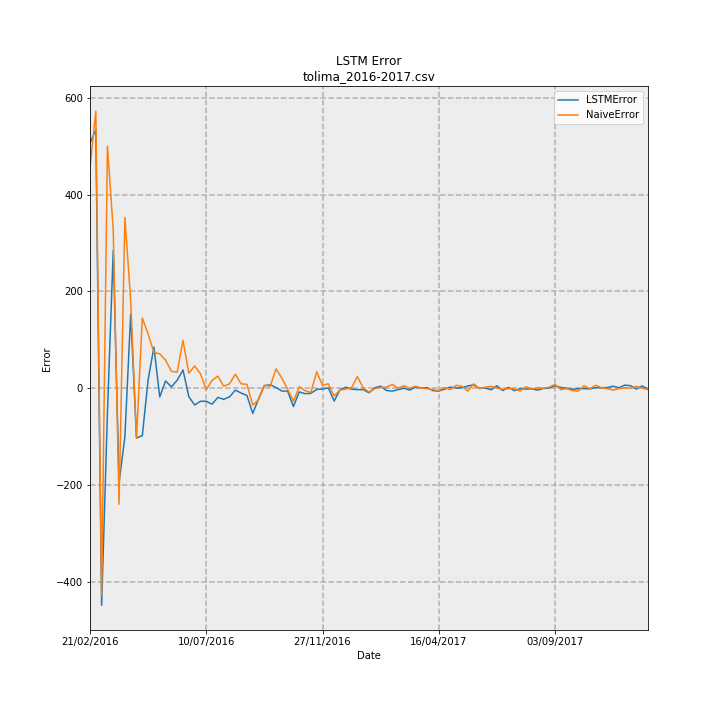 LSTM Error
tolima_2016-2017.csv
600
400
200
0
−200
−400
Error
LSTMError
NaiveError
21/02/2016
10/07/2016
27/11/2016
16/04/2017
03/09/2017
Date